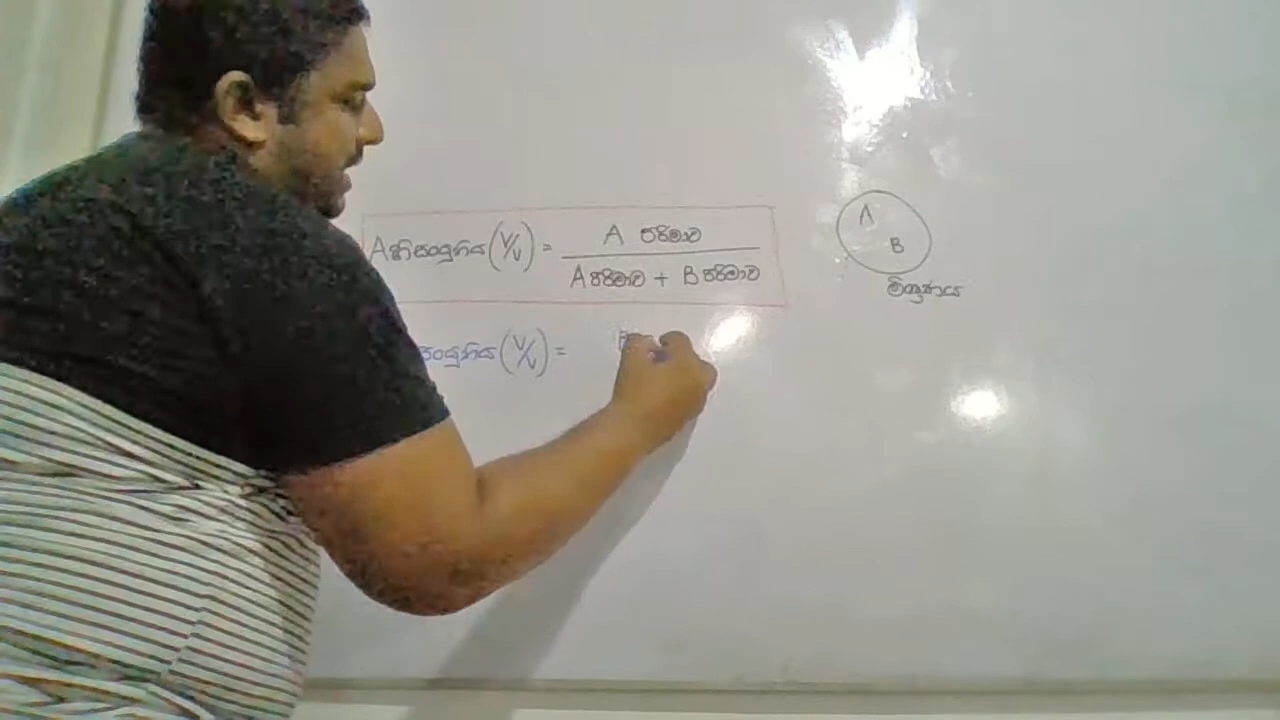 A හි සංයුතිය (V/V) = A පරිමාව / A පරිමාව + B පරිමාව
සංයුතිය (V/V) = B
A
B
මිශ්‍රණය